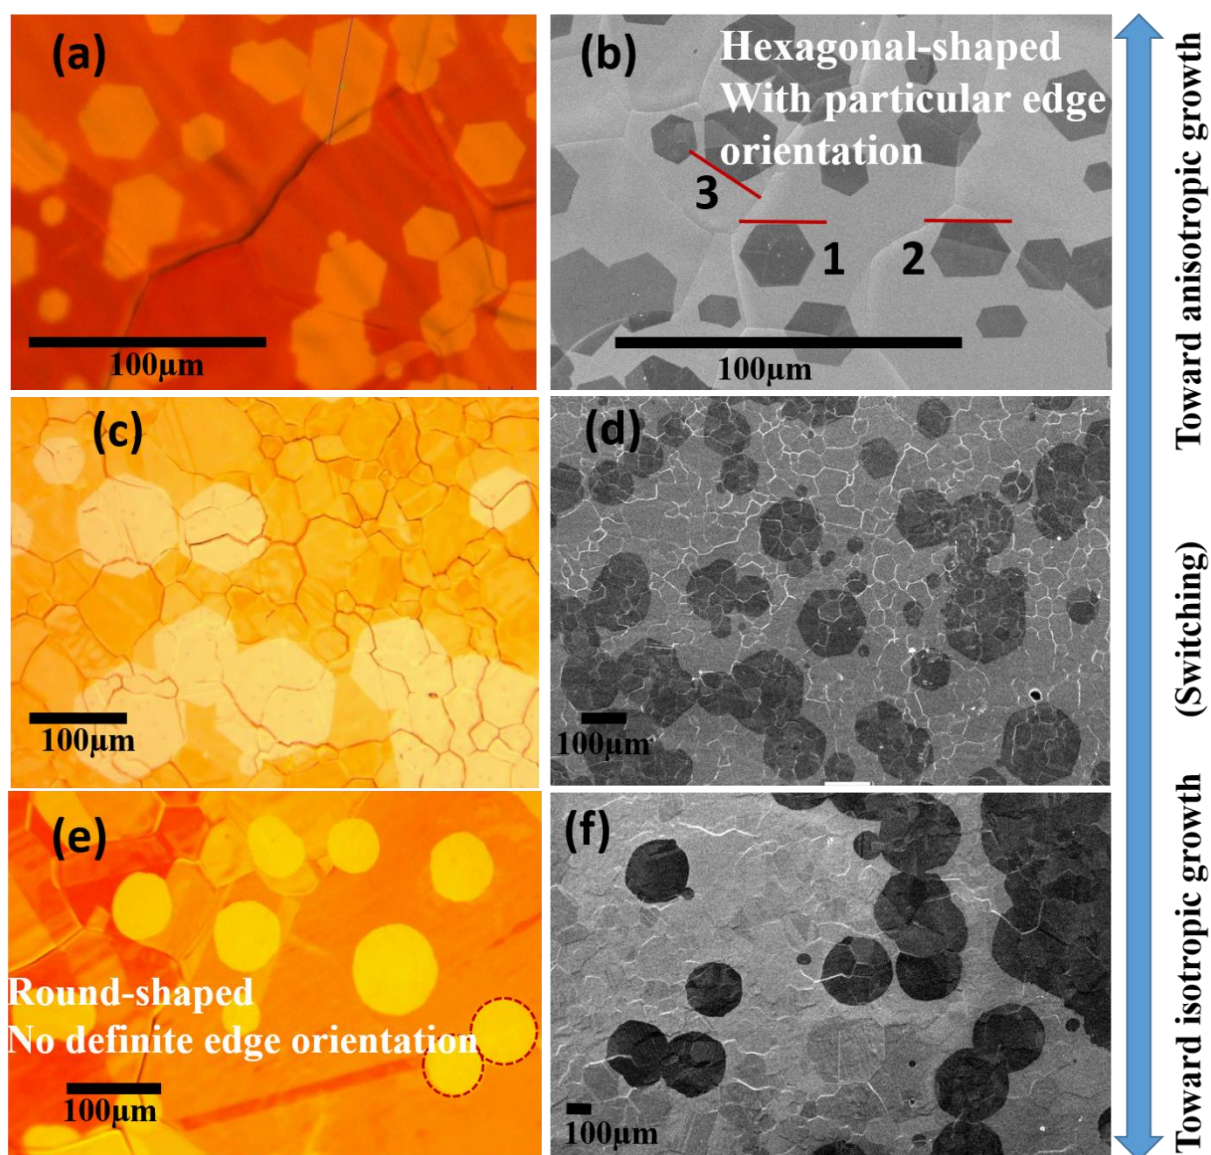 (a)
100µm
(b)
Hexagonal-shaped
With particular edge
orientation
3
1
2
100µm
(c)
100µm
(d)
100µm
(e)
Round-shaped
No definite edge orientation
100µm
(f)
100µm
Toward anisotropic growth
(Switching)
Toward isotropic growth